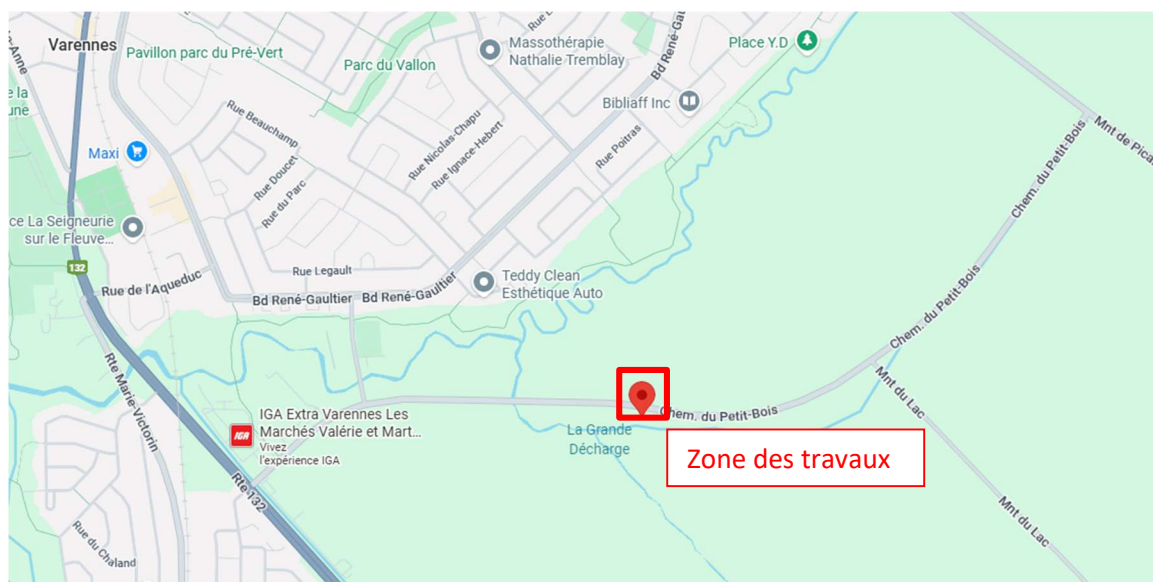 Varennes
Pavillon parc du Pré-Vert
Parc du Vallon
Massothérapie
Nathalie Tremblay
Place Y.D
Bd René-Gau
Bibliaff Inc
Rue Beauchamp
Rue Nicolas-Chapu
Rue Ignace-Hebert
Rue Poitras
Maxi
Rue Doucet
Rue du Parc
Mnt de Pica
Chem. du Petit-Bois
ce La Seigneurie
sur le Fleuve...
132
Rue de l'Aqueduc
Rue Legault
Bd René-Gaultier
Bd René-Gaultier
Teddy Clean
Esthétique Auto
Chem. du Petit-Bois
Chem. du Petit-Bois
Rte Marie-Victorin
Mnt du Lac
IGA
IGA Extra Varennes Les
Marchés Valérie et Mart...
Vivez
l'expérience IGA
Chem. du Petit-Bois
La Grande
Décharge
Zone des travaux
Rte 132
Mnt du Lac
Rue du Chaland